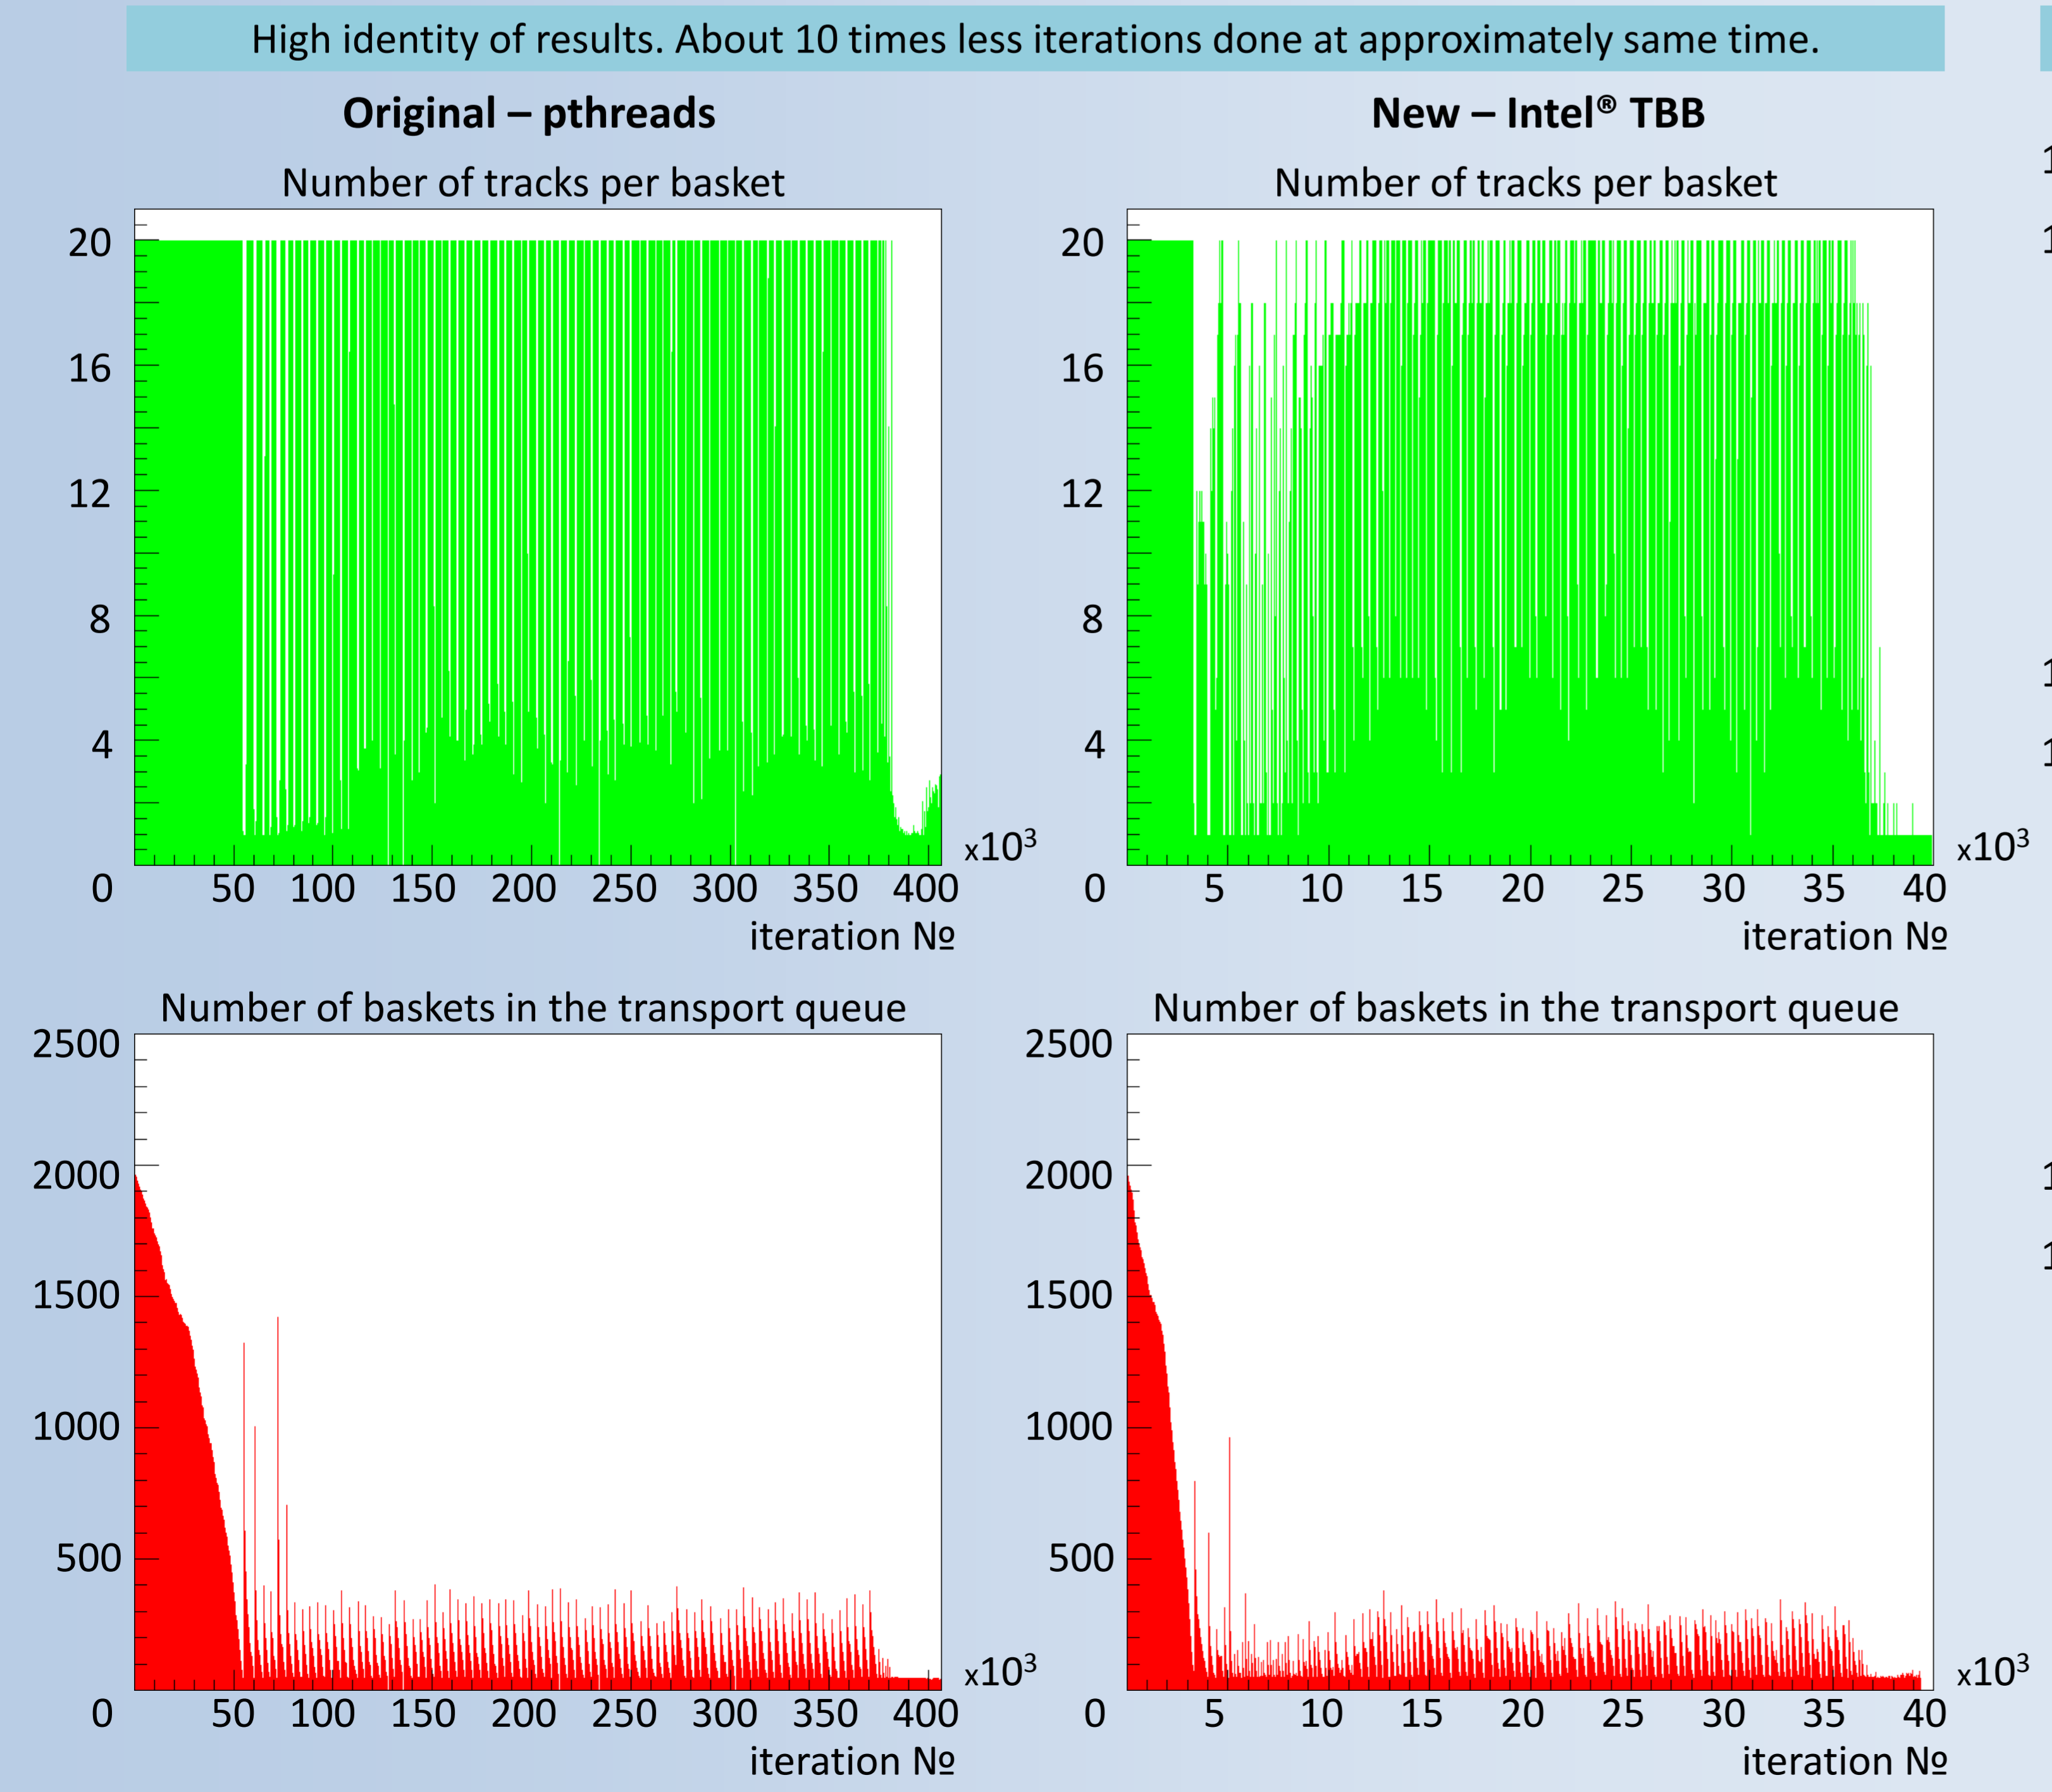 High identity of results. About 10 times less iterations done at approximately same time.
Original – pthreads
New – Intel® TBB
Number of tracks per basket
20
16
12
8
4
0
50 100 150 200 250 300 350 400
x10³
iteration №
Number of tracks per basket
20
16
12
8
4
0
5 10 15 20 25 30 35 40
x10³
iteration №
Number of baskets in the transport queue
2500
2000
1500
1000
500
0
50 100 150 200 250 300 350 400
x10³
iteration №
Number of baskets in the transport queue
2500
2000
1500
1000
500
0
5 10 15 20 25 30 35 40
x10³
iteration №